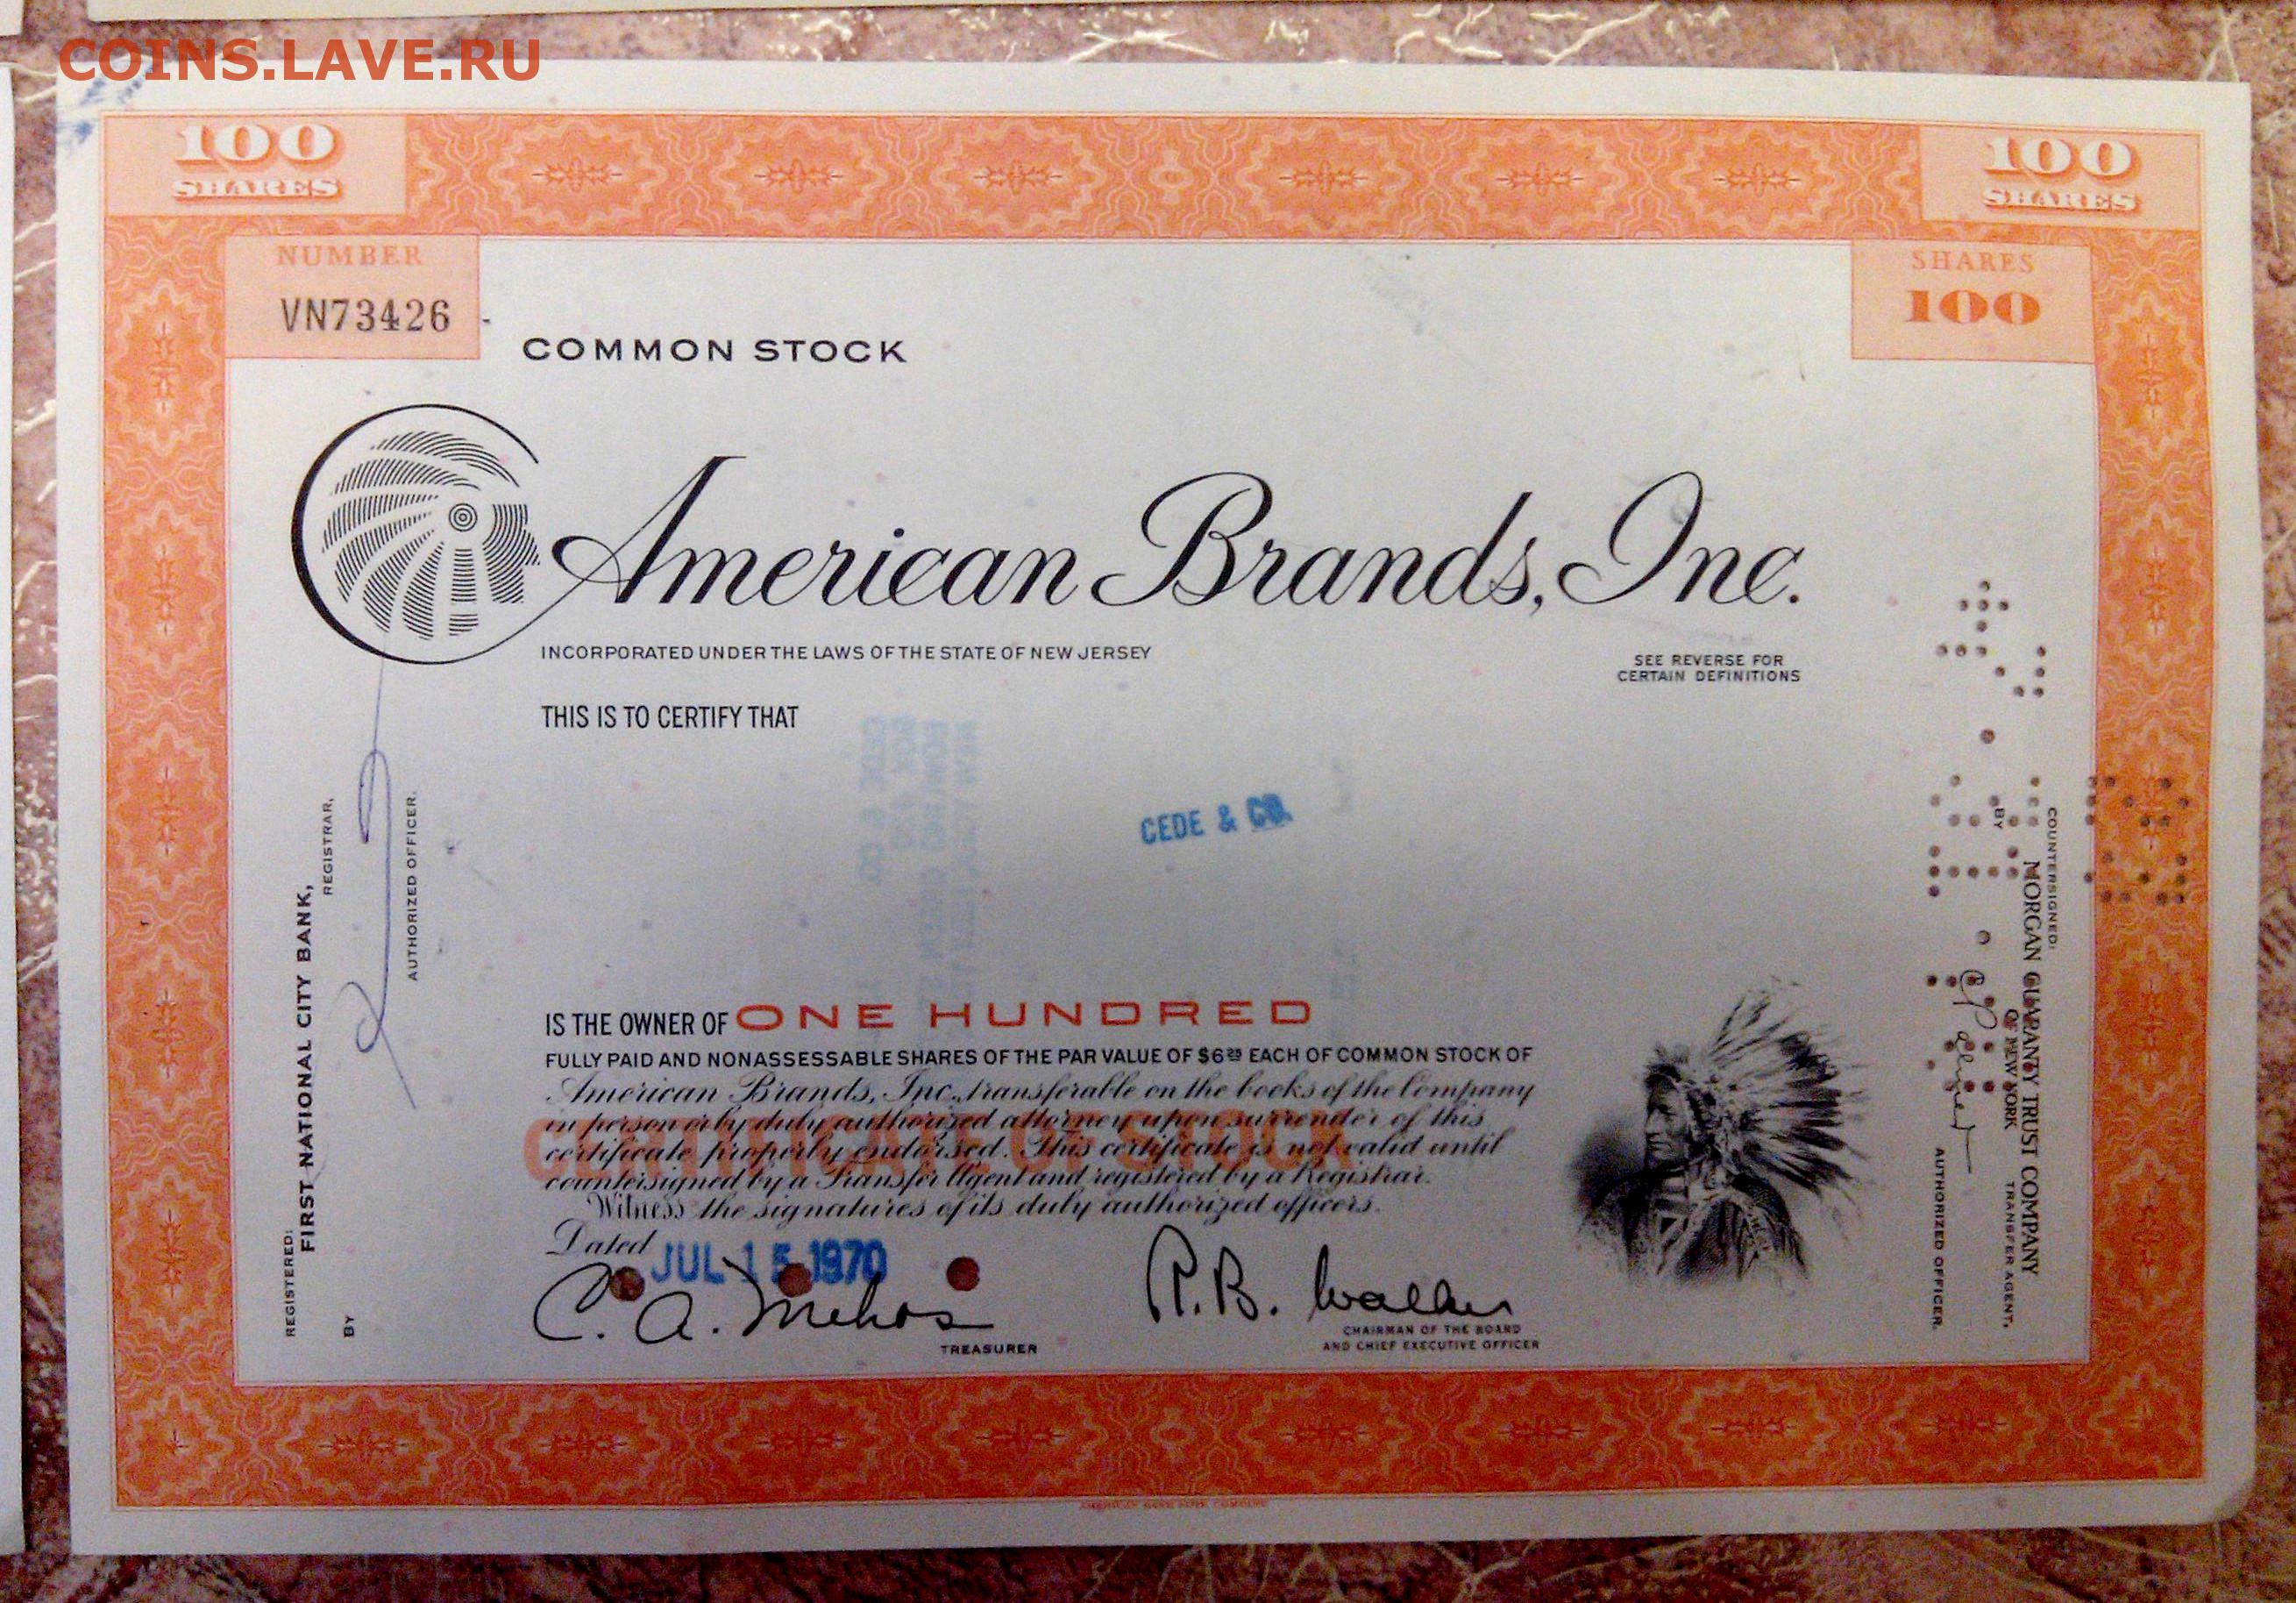 COINS.LAVE.RU
100
SHARES
100
SHARES
NUMBER
VN73426
SHARES
100
COMMON STOCK
American Brands, Inc.
INCORPORATED UNDER THE LAWS OF THE STATE OF NEW JERSEY
SEE REVERSE FOR
CERTAIN DEFINITIONS
THIS IS TO CERTIFY THAT
CEDE & CO.
IS THE OWNER OF ONE HUNDRED
FULLY PAID AND NONASSESSABLE SHARES OF THE PAR VALUE OF $6.25 EACH OF COMMON STOCK OF
American Brands, Inc. transferable on the books of the Company
in person or by duly authorized attorney upon surrender of this
certificate properly endorsed. This certificate is not valid until
countersigned by a Transfer Agent and registered by a Registrar.
Witness the signatures of its duly authorized officers.
Dated JUL 15 1970
C. A. Mehos
TREASURER
R. B. Walker
CHAIRMAN OF THE BOARD
AND CHIEF EXECUTIVE OFFICER
REGISTERED:
FIRST NATIONAL CITY BANK,
REGISTRAR,
BY
AUTHORIZED OFFICER.
COUNTERSIGNED:
MORGAN GUARANTY TRUST COMPANY
OF NEW YORK
TRANSFER AGENT,
BY
AUTHORIZED OFFICER.
AMERICAN BANK NOTE COMPANY